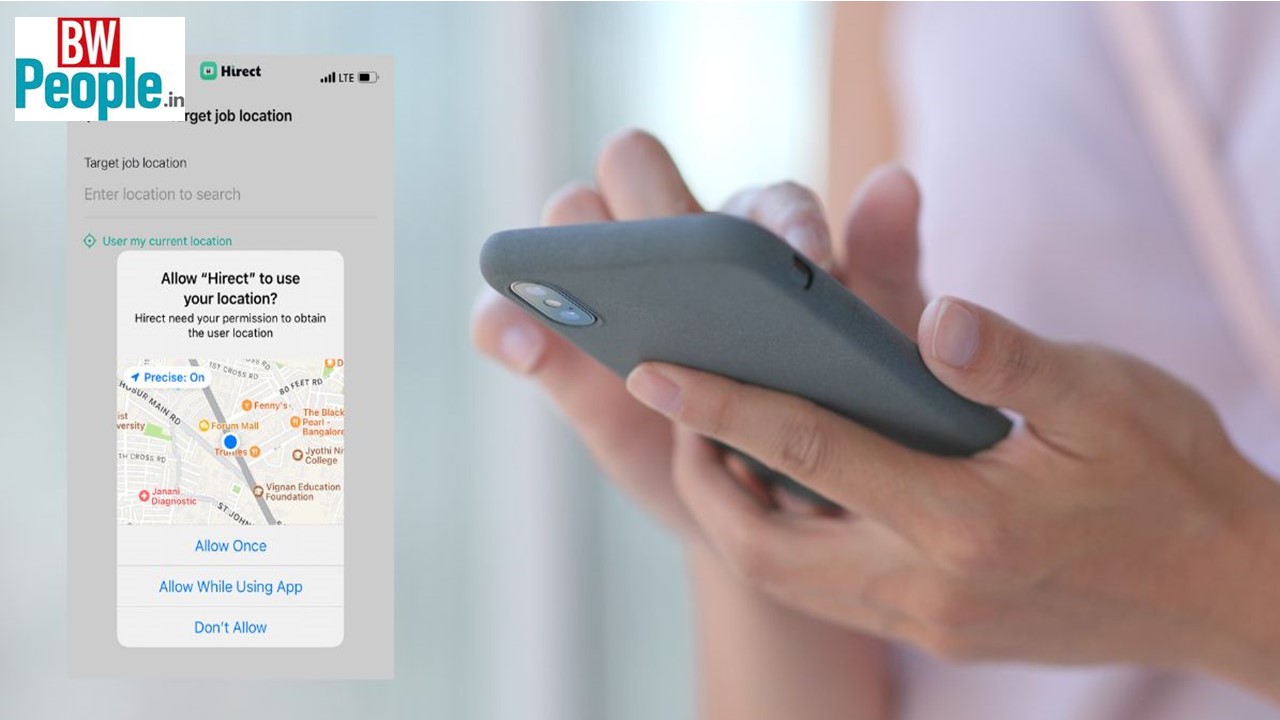 BW
People.in
Hirect
LTE
rget job location
Target job location
Enter location to search
User my current location
Allow “Hirect” to use
your location?
Hirect need your permission to obtain
the user location
Precise: On
1ST CROSS RD
80 FEET RD
HOSUR MAIN RD
Fenny's
The Black
Pearl -
Bangalore
ist
versity
Forum Mall
Truffles
Jyothi Ni
College
TH CROSS RD
Vignan Education
Foundation
Janani
Diagnostic
ST.JOHN
Allow Once
Allow While Using App
Don't Allow